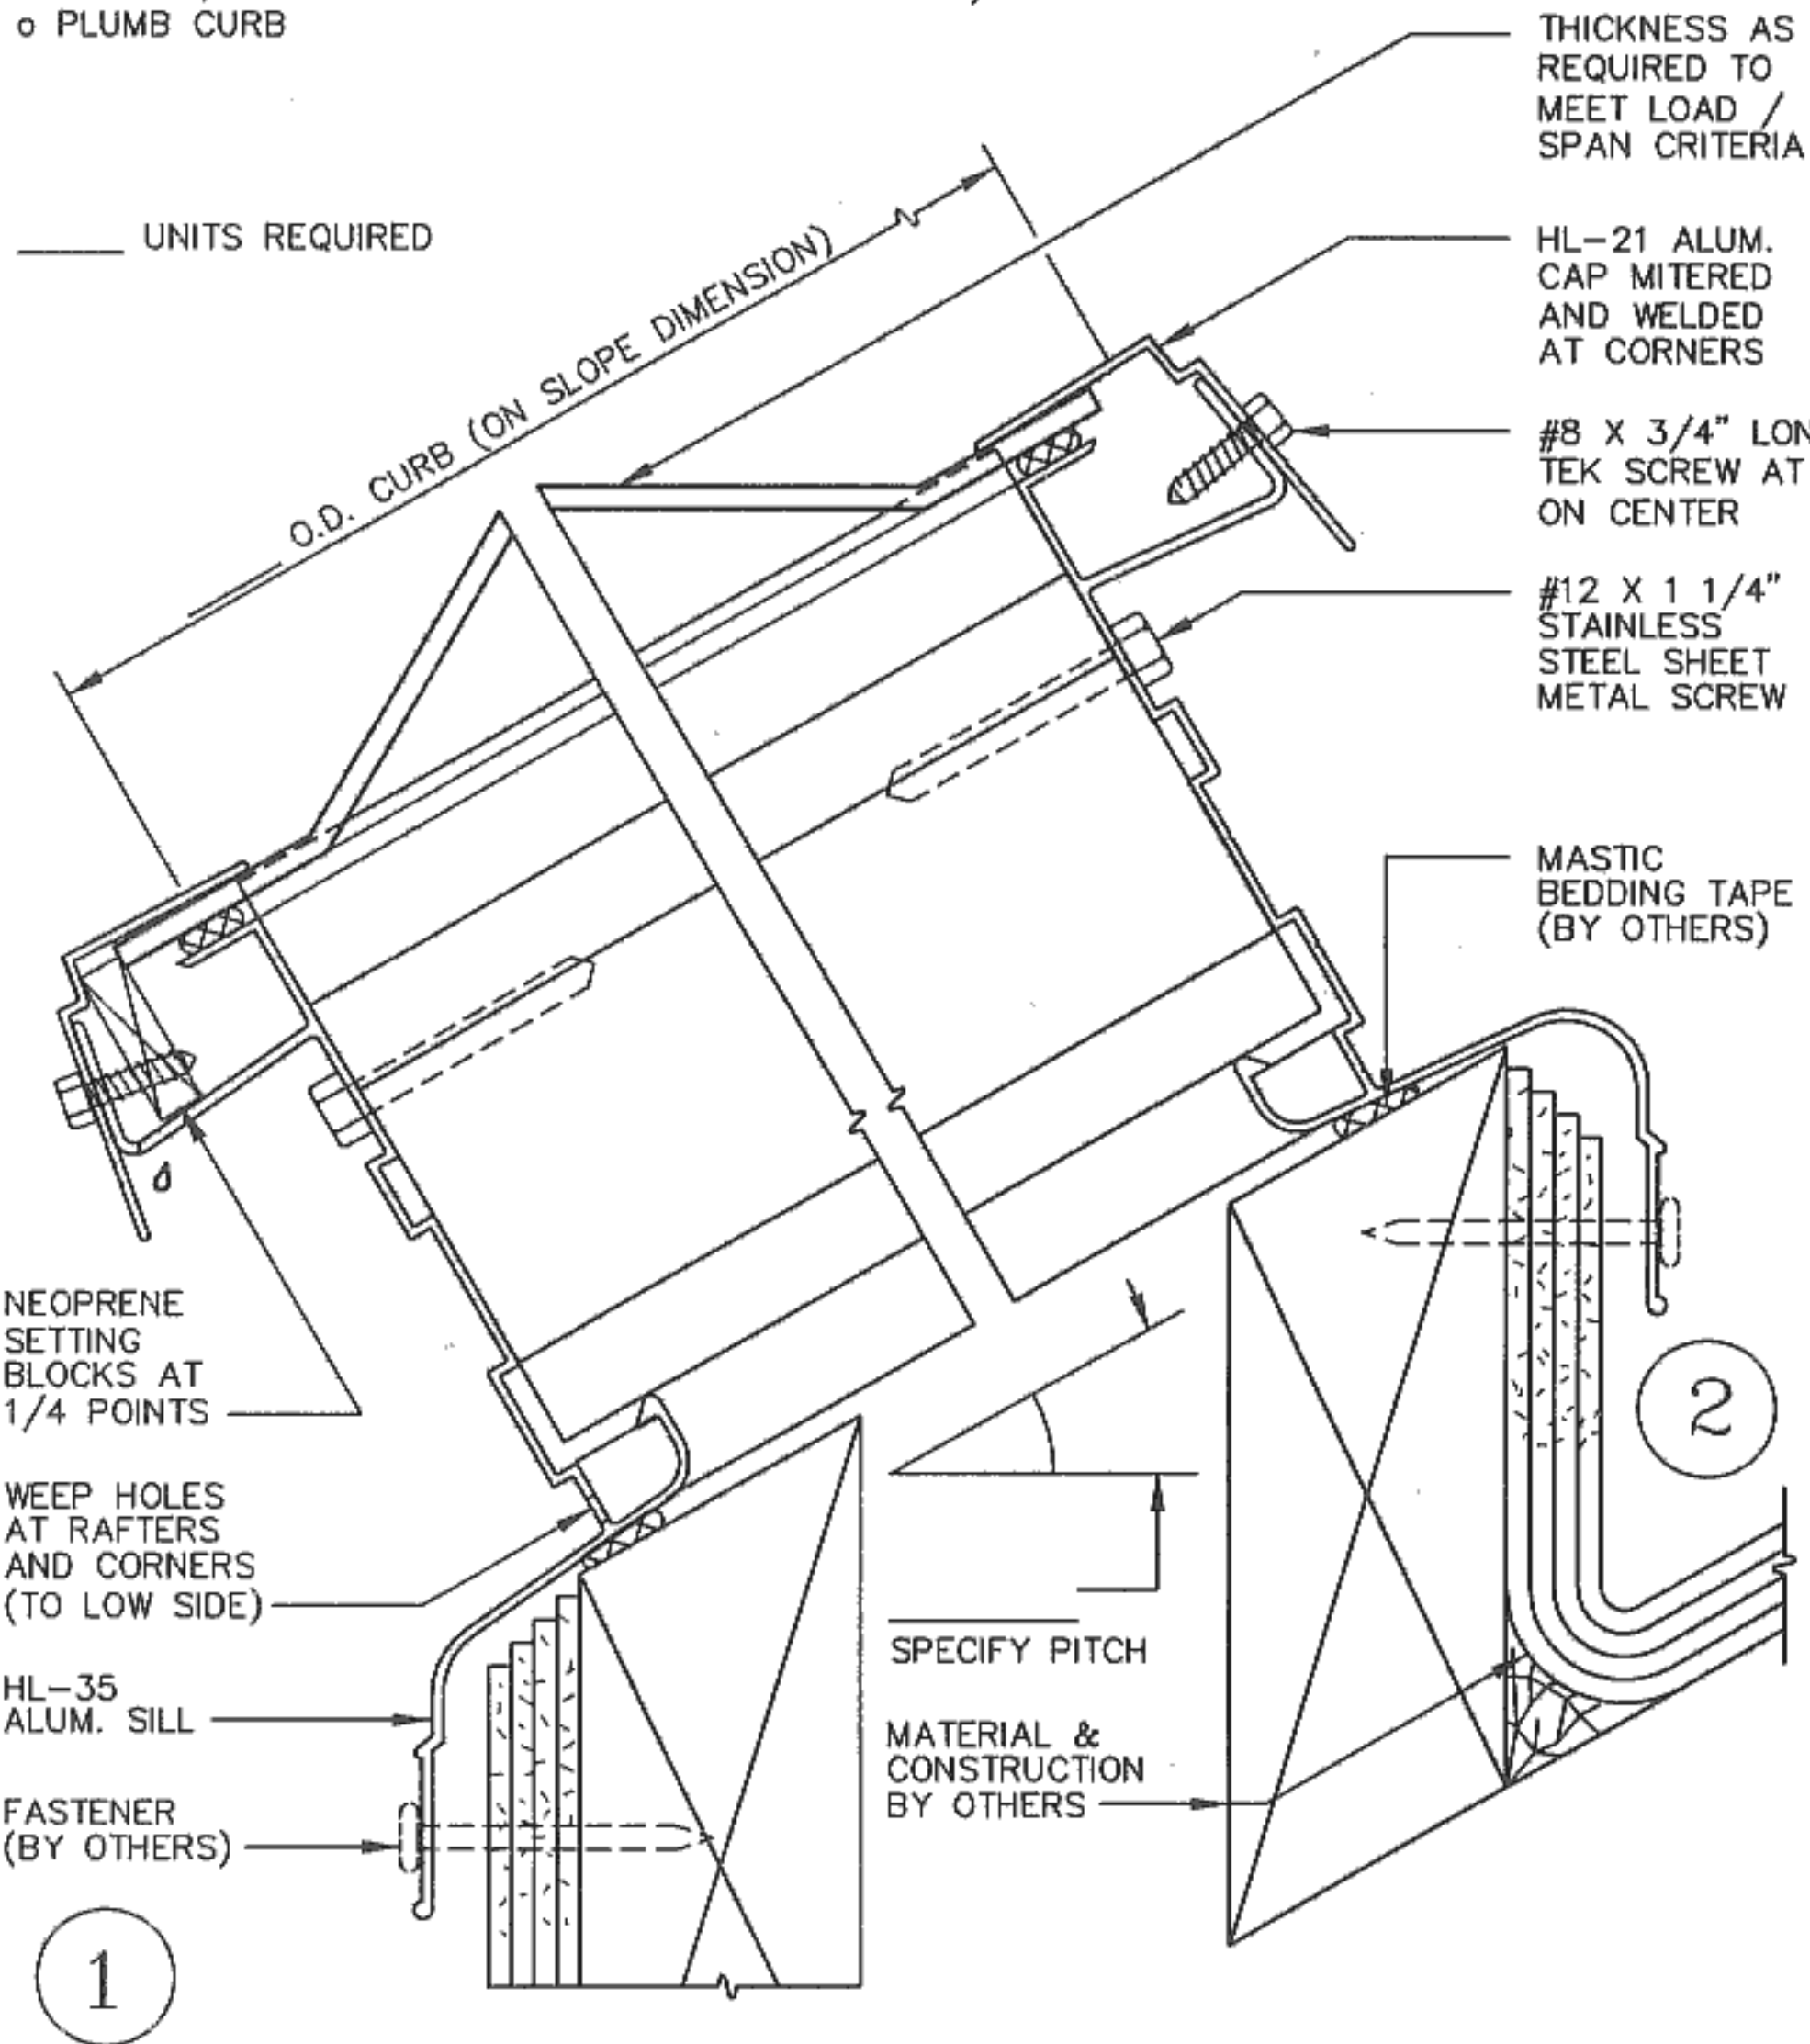 o PLUMB CURB
____ UNITS REQUIRED
O.D. CURB (ON SLOPE DIMENSION)
THICKNESS AS
REQUIRED TO
MEET LOAD /
SPAN CRITERIA
HL-21 ALUM.
CAP MITERED
AND WELDED
AT CORNERS
#8 X 3/4" LON
TEK SCREW AT
ON CENTER
#12 X 1 1/4"
STAINLESS
STEEL SHEET
METAL SCREW
MASTIC
BEDDING TAPE
(BY OTHERS)
NEOPRENE
SETTING
BLOCKS AT
1/4 POINTS
WEEP HOLES
AT RAFTERS
AND CORNERS
(TO LOW SIDE)
HL-35
ALUM. SILL
FASTENER
(BY OTHERS)
1
SPECIFY PITCH
MATERIAL &
CONSTRUCTION
BY OTHERS
2